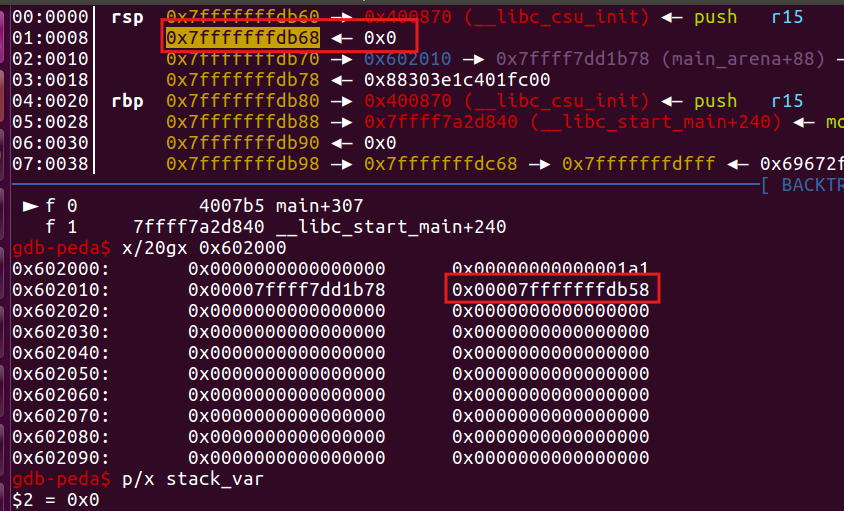 00:0000│ rsp 0x7fffffffdb60 —▸ 0x400870 (__libc_csu_init) ◂— push r15
01:0008│ 0x7fffffffdb68 ◂— 0x0
02:0010│ 0x7fffffffdb70 —▸ 0x602010 —▸ 0x7ffff7dd1b78 (main_arena+88) —
03:0018│ 0x7fffffffdb78 ◂— 0x88303e1c401fc00
04:0020│ rbp 0x7fffffffdb80 —▸ 0x400870 (__libc_csu_init) ◂— push r15
05:0028│ 0x7fffffffdb88 —▸ 0x7ffff7a2d840 (__libc_start_main+240) ◂— mo
06:0030│ 0x7fffffffdb90 ◂— 0x0
07:0038│ 0x7fffffffdb98 —▸ 0x7fffffffdc68 —▸ 0x7fffffffdfff ◂— 0x69672f
[ BACKTR
► f 0 4007b5 main+307
f 1 7ffff7a2d840 __libc_start_main+240
gdb-peda$ x/20gx 0x602000
0x602000: 0x0000000000000000 0x00000000000001a1
0x602010: 0x00007ffff7dd1b78 0x00007fffffffdb58
0x602020: 0x0000000000000000 0x0000000000000000
0x602030: 0x0000000000000000 0x0000000000000000
0x602040: 0x0000000000000000 0x0000000000000000
0x602050: 0x0000000000000000 0x0000000000000000
0x602060: 0x0000000000000000 0x0000000000000000
0x602070: 0x0000000000000000 0x0000000000000000
0x602080: 0x0000000000000000 0x0000000000000000
0x602090: 0x0000000000000000 0x0000000000000000
gdb-peda$ p/x stack_var
$2 = 0x0